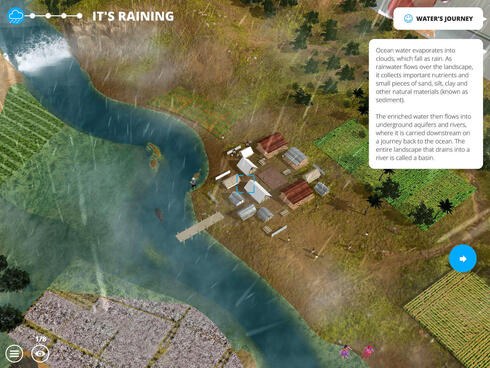 IT'S RAINING
WATER'S JOURNEY
Ocean water evaporates into
clouds, which fall as rain. As
rainwater flows over the landscape,
it collects important nutrients and
small pieces of sand, silt, clay and
other natural materials (known as
sediment).
The enriched water then flows into
underground aquifers and rivers,
where it is carried downstream on
a journey back to the ocean. The
entire landscape that drains into a
river is called a basin.